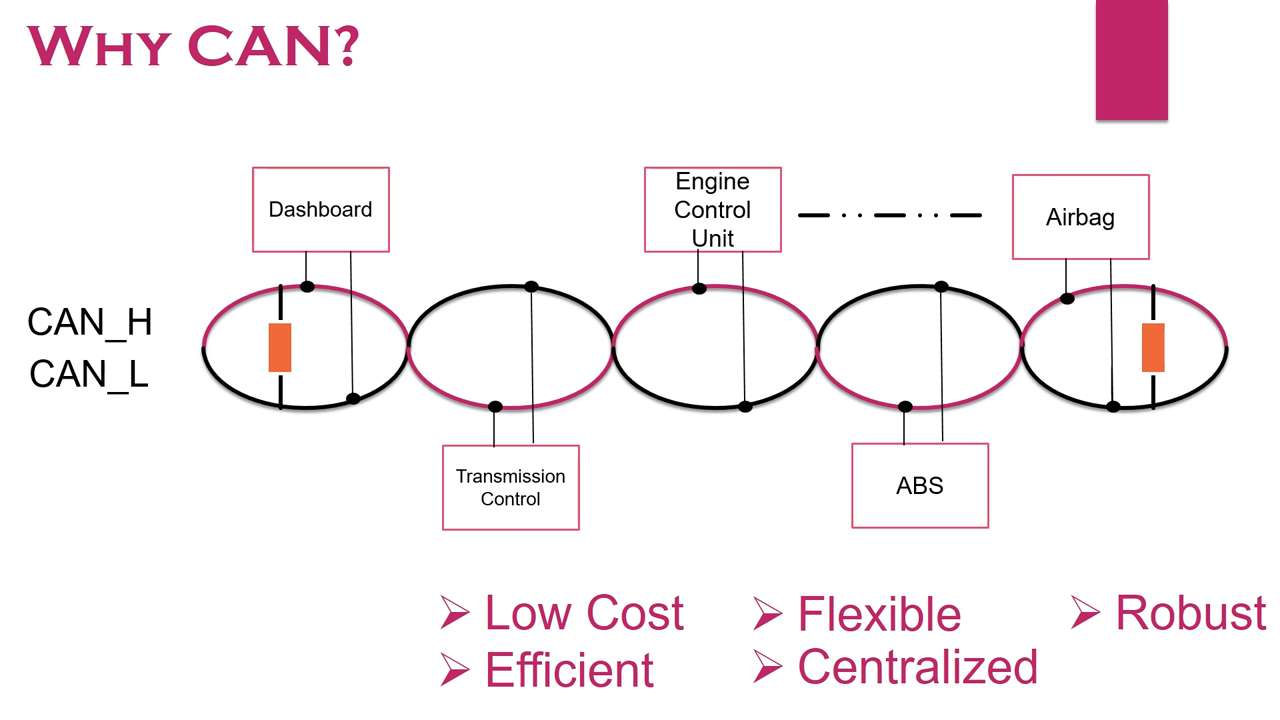 WHY CAN?
Dashboard
Engine
Control
Unit
Airbag
CAN_H
CAN_L
Transmission
Control
ABS
➢ Low Cost
➢ Efficient
➢ Flexible
➢ Centralized
➢ Robust